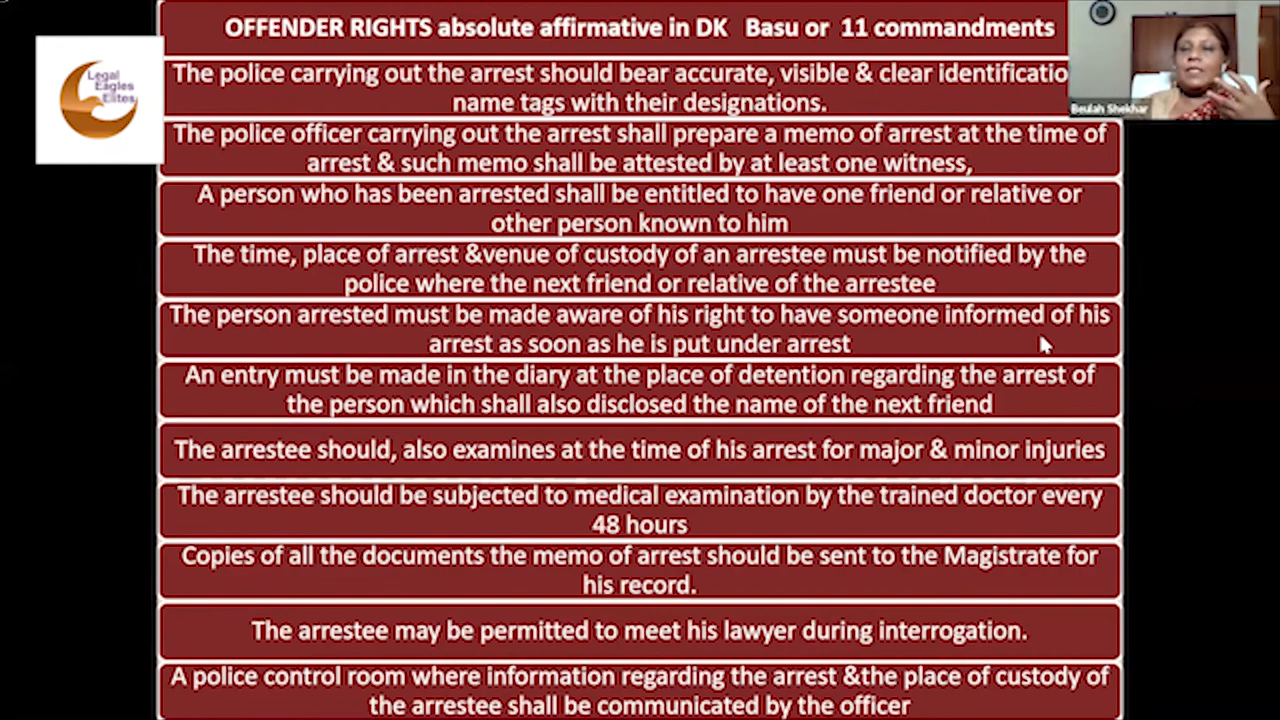 OFFENDER RIGHTS absolute affirmative in DK Basu or 11 commandments
Legal
Eagles
Elites
Beulah Shekhar
The police carrying out the arrest should bear accurate, visible & clear identificatio
name tags with their designations.
The police officer carrying out the arrest shall prepare a memo of arrest at the time of
arrest & such memo shall be attested by at least one witness,
A person who has been arrested shall be entitled to have one friend or relative or
other person known to him
The time, place of arrest &venue of custody of an arrestee must be notified by the
police where the next friend or relative of the arrestee
The person arrested must be made aware of his right to have someone informed of his
arrest as soon as he is put under arrest
An entry must be made in the diary at the place of detention regarding the arrest of
the person which shall also disclosed the name of the next friend
The arrestee should, also examines at the time of his arrest for major & minor injuries
The arrestee should be subjected to medical examination by the trained doctor every
48 hours
Copies of all the documents the memo of arrest should be sent to the Magistrate for
his record.
The arrestee may be permitted to meet his lawyer during interrogation.
A police control room where information regarding the arrest &the place of custody of
the arrestee shall be communicated by the officer